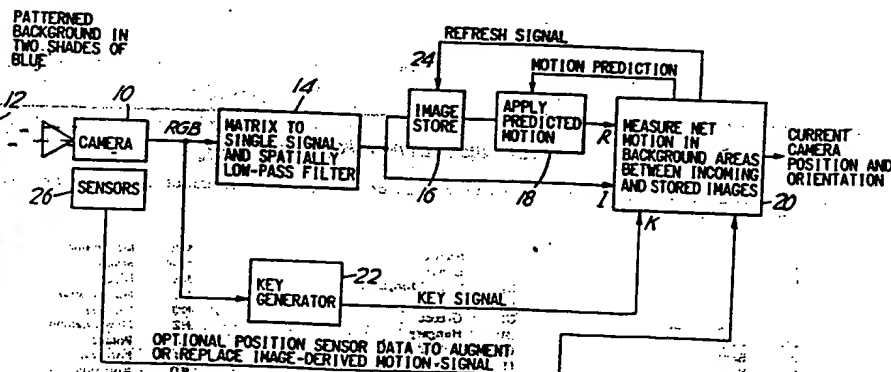 PATTERNED
BACKGROUND IN
TWO SHADES OF
BLUE
12
10
CAMERA
RGB
26
SENSORS
14
MATRIX TO
SINGLE SIGNAL
AND SPATIALLY
LOW-PASS FILTER
REFRESH SIGNAL
24
MOTION PREDICTION
IMAGE
STORE
16
APPLY
PREDICTED
MOTION
18
R
I
K
MEASURE NET
MOTION IN
BACKGROUND AREAS
BETWEEN INCOMING
AND STORED IMAGES
20
CURRENT
CAMERA
POSITION AND
ORIENTATION
22
KEY
GENERATOR
KEY SIGNAL
OPTIONAL POSITION SENSOR DATA TO AUGMENT
OR REPLACE IMAGE-DERIVED MOTION SIGNAL